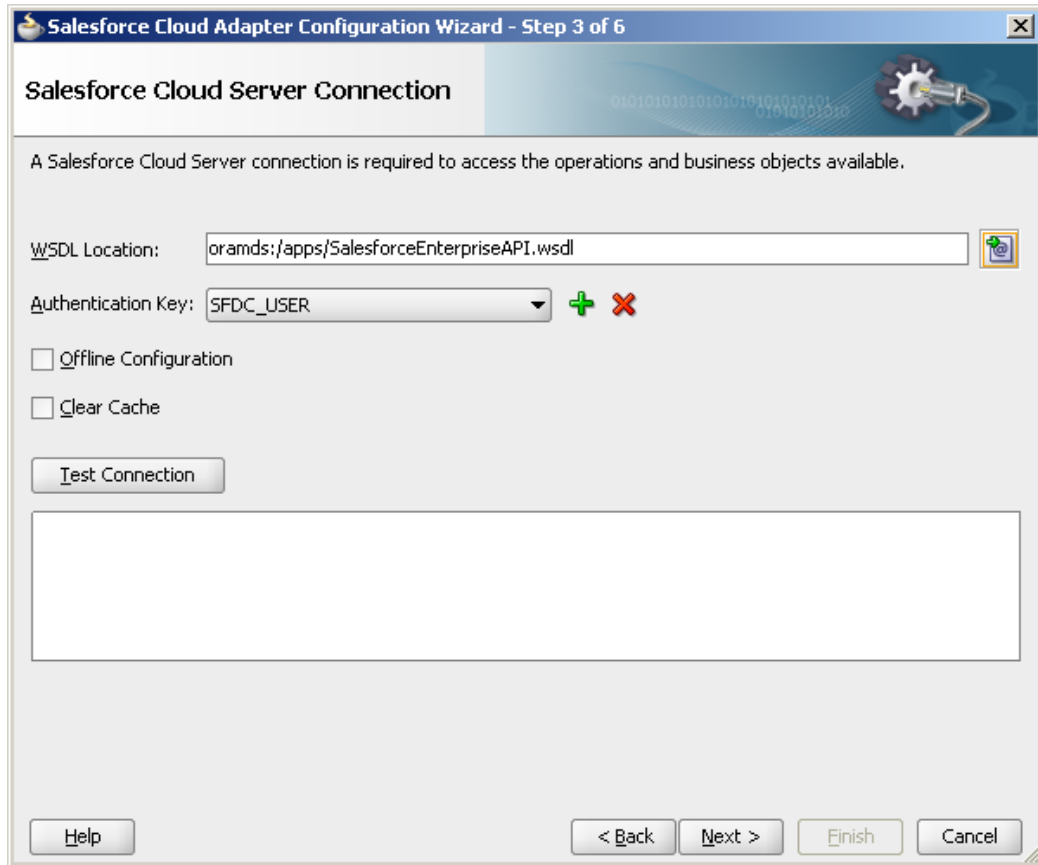 Salesforce Cloud Adapter Configuration Wizard - Step 3 of 6
Salesforce Cloud Server Connection
0101010101010101010101010101
01010101010
A Salesforce Cloud Server connection is required to access the operations and business objects available.
WSDL Location: oramds:/apps/SalesforceEnterpriseAPI.wsdl
Authentication Key: SFDC_USER
Offline Configuration
Clear Cache
Test Connection
Help < Back Next > Finish Cancel